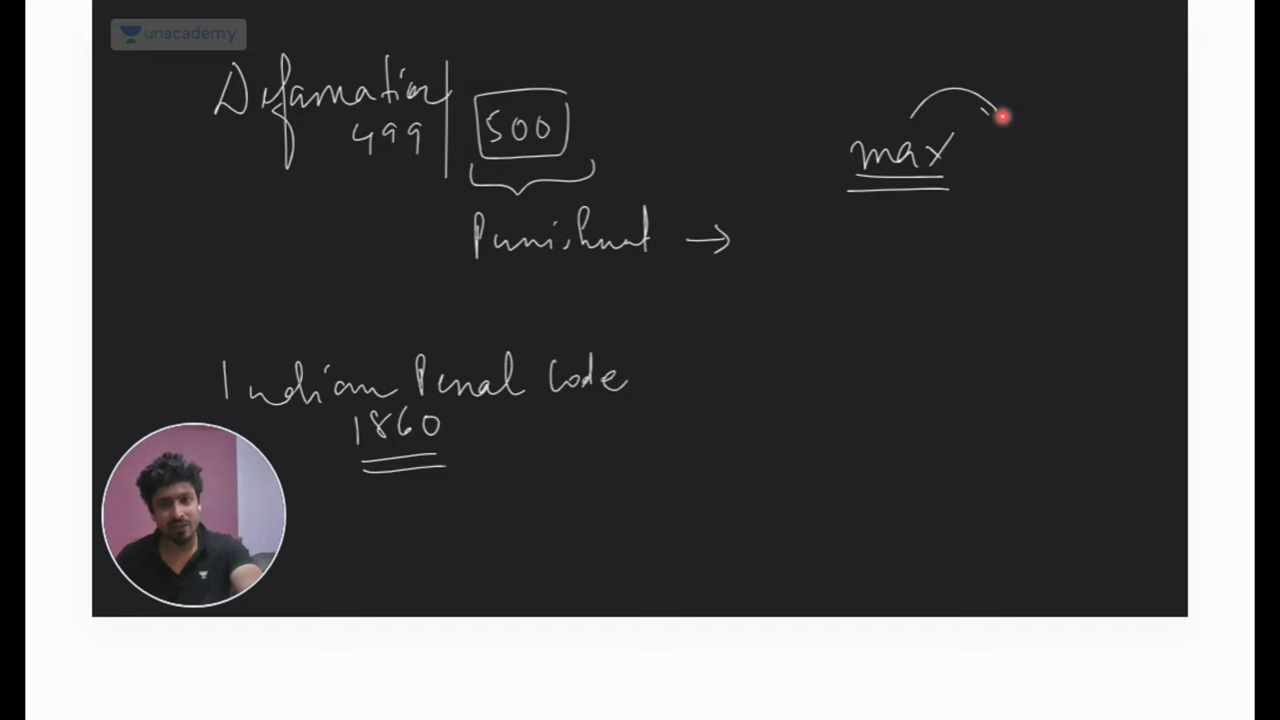 unacademy
Defamation
499 500
max
Punishment →
Indian Penal Code
1860